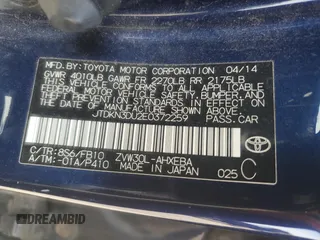 MFD. BY: TOYOTA MOTOR CORPORATION 04/14
GVWR 4010LB GAWR FR 2270LB RR 2175LB
THIS VEHICLE CONFORMS TO ALL APPLICABLE
FEDERAL MOTOR VEHICLE SAFETY, BUMPER, AND
THEFT PREVENTION STANDARDS IN EFFECT ON
THE DATE OF MANUFACTURE SHOWN ABOVE.
JTDKN3DU2E0372259 PASS.CAR
C/TR:8S6/FB10 ZVW30L-AHXEBA
A/TM:-01A/P410 MADE IN JAPAN 025 C
TOYOTA